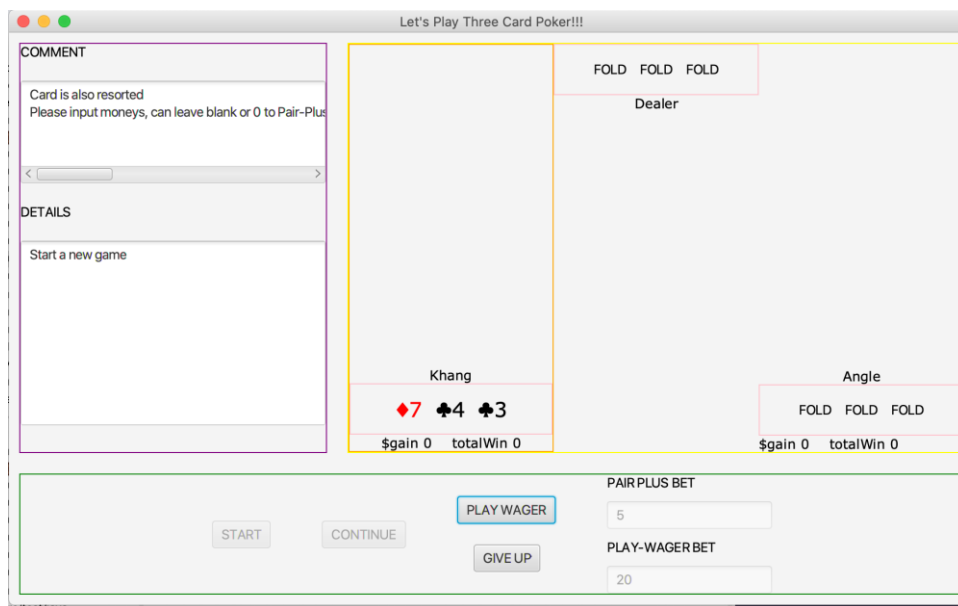 Let's Play Three Card Poker!!!
COMMENT
Card is also resorted
Please input moneys, can leave blank or 0 to Pair-Plus
DETAILS
Start a new game
FOLD FOLD FOLD
Dealer
Khang
♦7 ♣4 ♣3
$gain 0 totalWin 0
Angle
FOLD FOLD FOLD
$gain 0 totalWin 0
START
CONTINUE
PLAY WAGER
GIVE UP
PAIR PLUS BET
5
PLAY-WAGER BET
20